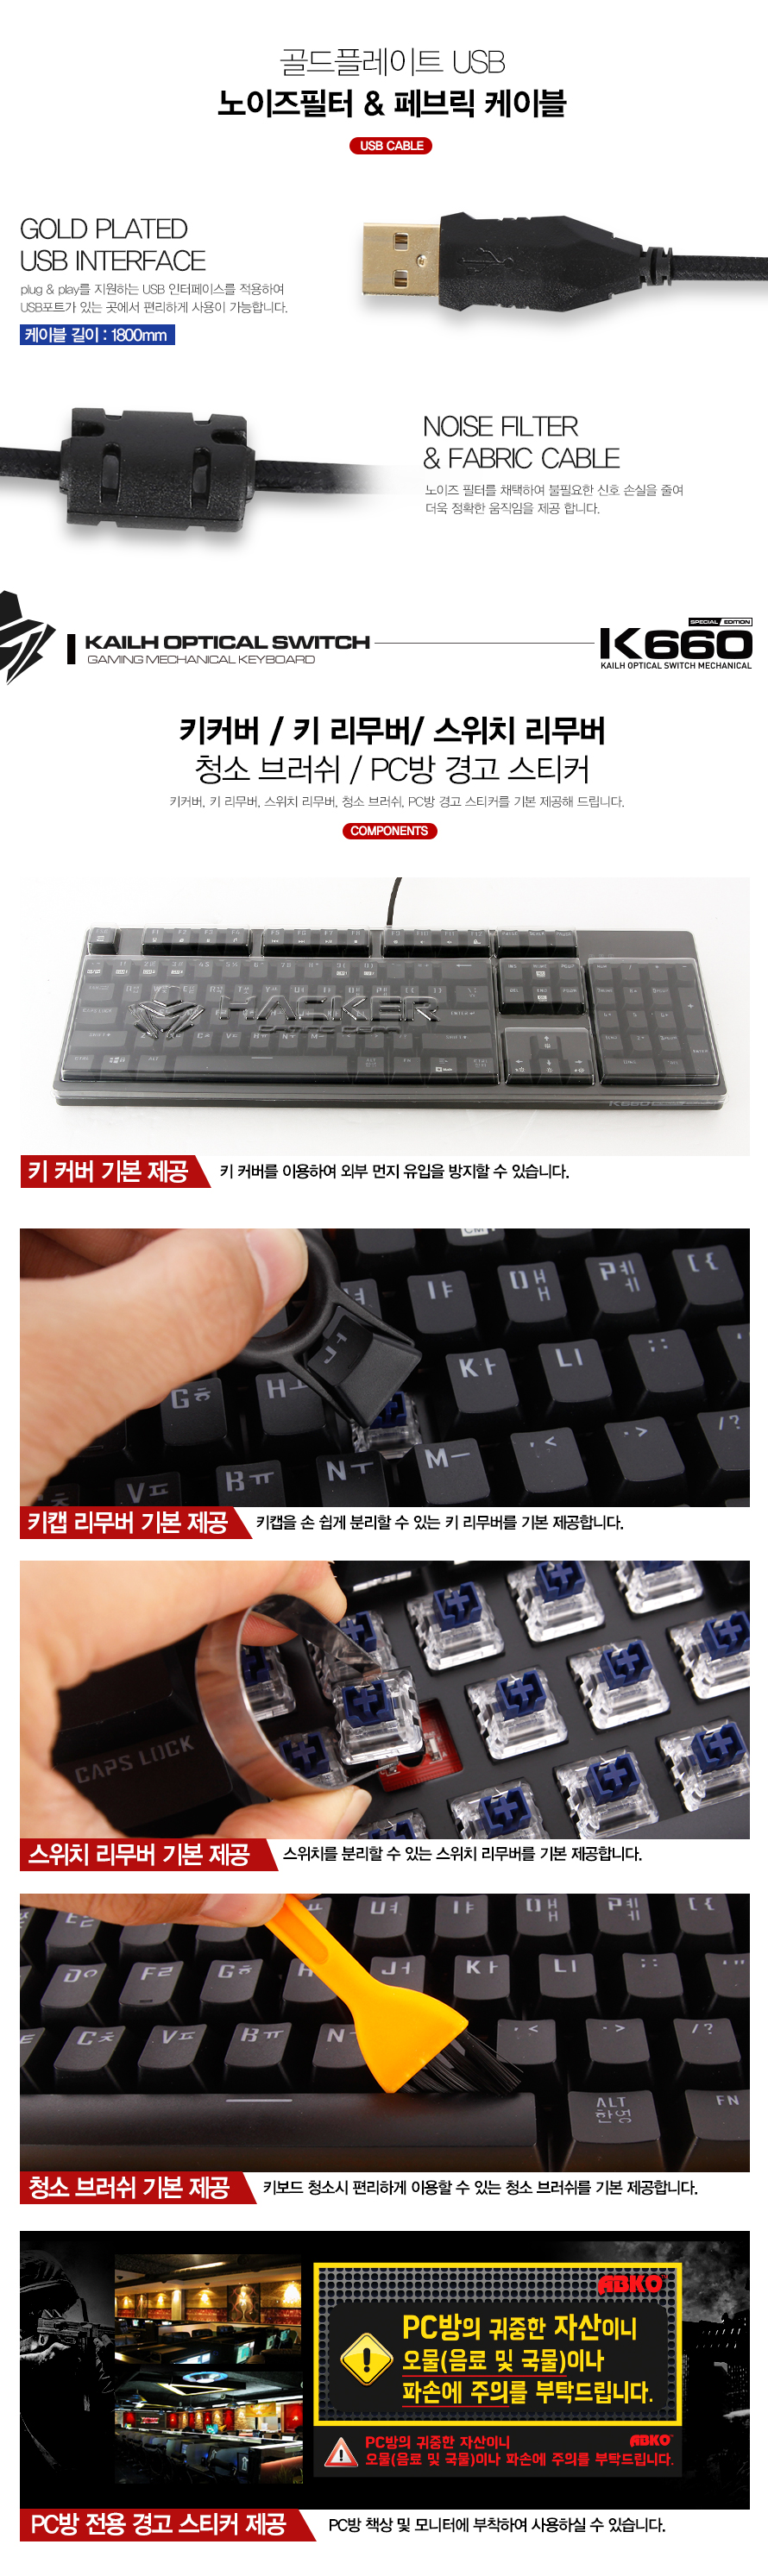 골드플레이트 USB
노이즈필터 & 페브릭 케이블
USB CABLE
GOLD PLATED
USB INTERFACE
plug & play를 지원하는 USB 인터페이스를 적용하여
USB포트가 있는 곳에서 편리하게 사용이 가능합니다.
케이블 길이 : 1800mm
NOISE FILTER
& FABRIC CABLE
노이즈 필터를 채택하여 불필요한 신호 손실을 줄여
더욱 정확한 움직임을 제공 합니다.
KAILH OPTICAL SWITCH
GAMING MECHANICAL KEYBOARD
SPECIAL EDITION
K660
KAILH OPTICAL SWITCH MECHANICAL
키커버 / 키 리무버/ 스위치 리무버
청소 브러쉬 / PC방 경고 스티커
키커버, 키 리무버, 스위치 리무버, 청소 브러쉬, PC방 경고 스티커를 기본 제공해 드립니다.
COMPONENTS
HACKER
K660
키 커버 기본 제공
키 커버를 이용하여 외부 먼지 유입을 방지할 수 있습니다.
I ㅑ
O ㅐ ㅒ
P ㅔ ㅖ
[ {
J ㅓ
K ㅏ
L ㅣ
G ㅎ
H ㅗ
V ㅍ
B ㅠ
N ㅜ
M ㅡ
, <
. >
/ ?
키캡 리무버 기본 제공
키캡을 손 쉽게 분리할 수 있는 키 리무버를 기본 제공합니다.
CAPS LOCK
스위치 리무버 기본 제공
스위치를 분리할 수 있는 스위치 리무버를 기본 제공합니다.
U ㅕ
I ㅑ
O ㅐ ㅒ
P ㅔ ㅖ
[ {
D ㅇ
F ㄹ
G ㅎ
H
J
K ㅏ
L ㅣ
C ㅊ
V ㅍ
B ㅠ
N
, <
. >
/ ?
ALT
한영
FN
청소 브러쉬 기본 제공
키보드 청소시 편리하게 이용할 수 있는 청소 브러쉬를 기본 제공합니다.
ABKO
PC방의 귀중한 자산이니
오물(음료 및 국물)이나
파손에 주의를 부탁드립니다.
PC방의 귀중한 자산이니
ABKO
오물(음료 및 국물)이나 파손에 주의를 부탁드립니다.
PC방 전용 경고 스티커 제공
PC방 책상 및 모니터에 부착하여 사용하실 수 있습니다.